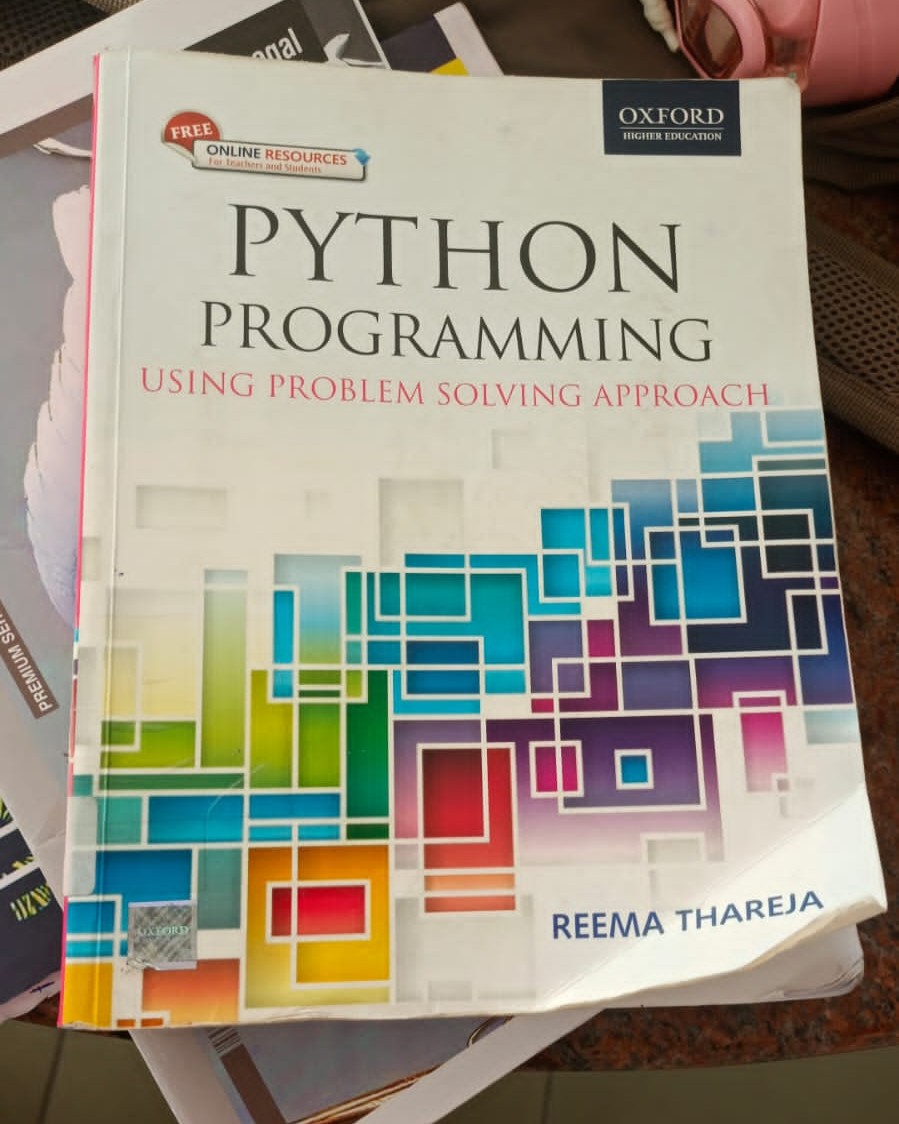 OXFORD
HIGHER EDUCATION
FREE
ONLINE RESOURCES
For Teachers and Students
PYTHON
PROGRAMMING
USING PROBLEM SOLVING APPROACH
REEMA THAREJA
OXFORD
PREMIUM